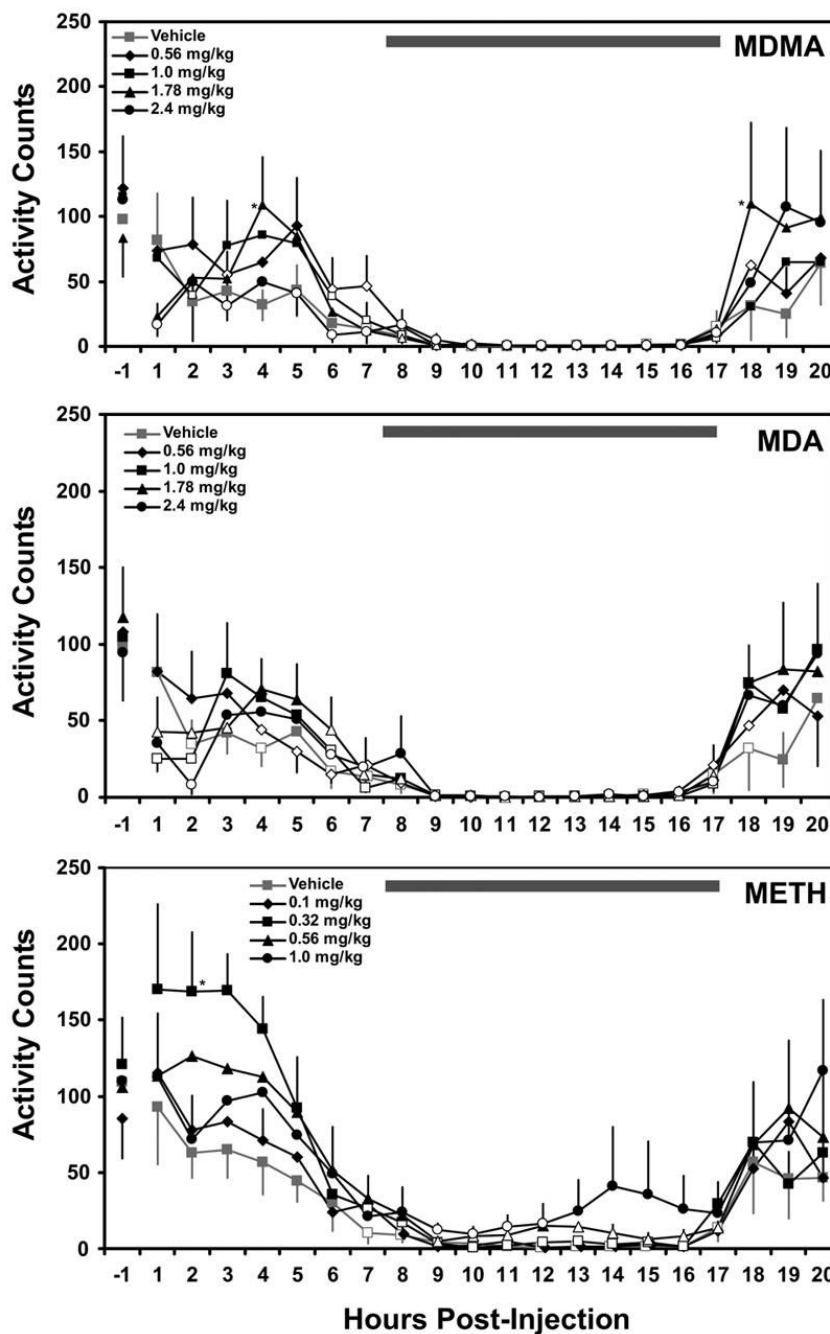 250
200
150
100
50
0
Activity Counts
Vehicle
0.56 mg/kg
1.0 mg/kg
1.78 mg/kg
2.4 mg/kg
MDMA
*
*
-1 1 2 3 4 5 6 7 8 9 10 11 12 13 14 15 16 17 18 19 20
250
200
150
100
50
0
Activity Counts
Vehicle
0.56 mg/kg
1.0 mg/kg
1.78 mg/kg
2.4 mg/kg
MDA
-1 1 2 3 4 5 6 7 8 9 10 11 12 13 14 15 16 17 18 19 20
250
200
150
100
50
0
Activity Counts
Vehicle
0.1 mg/kg
0.32 mg/kg
0.56 mg/kg
1.0 mg/kg
METH
*
-1 1 2 3 4 5 6 7 8 9 10 11 12 13 14 15 16 17 18 19 20
Hours Post-Injection